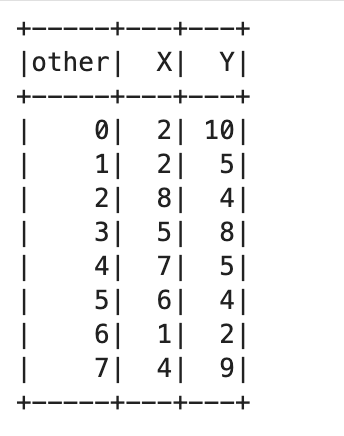 +-----+---+---+
|other|  X|  Y|
+-----+---+---+
|    0|  2| 10|
|    1|  2|  5|
|    2|  8|  4|
|    3|  5|  8|
|    4|  7|  5|
|    5|  6|  4|
|    6|  1|  2|
|    7|  4|  9|
+-----+---+---+